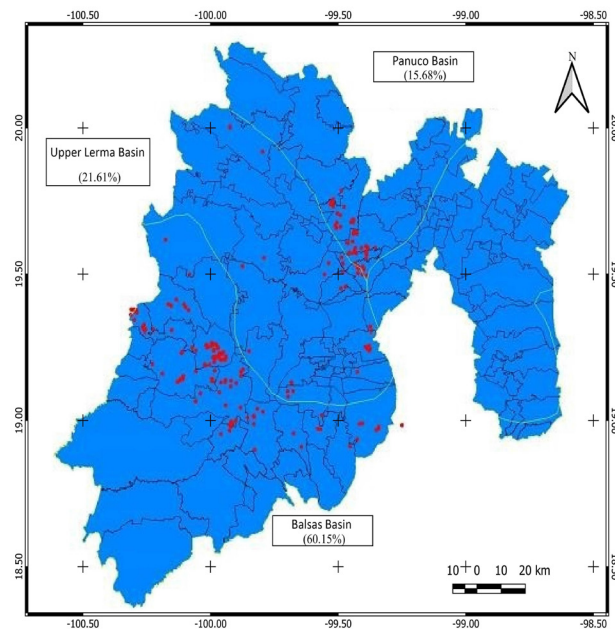 -100.50 -100.00 -99.50 -99.00 -98.50
Panuco Basin
(15.68%)
N
20.00
20.00
Upper Lerma Basin
(21.61%)
19.50
19.50
19.00
19.00
Balsas Basin
(60.15%)
18.50
18.50
10 0 10 20 km
-100.50 -100.00 -99.50 -99.00 -98.50